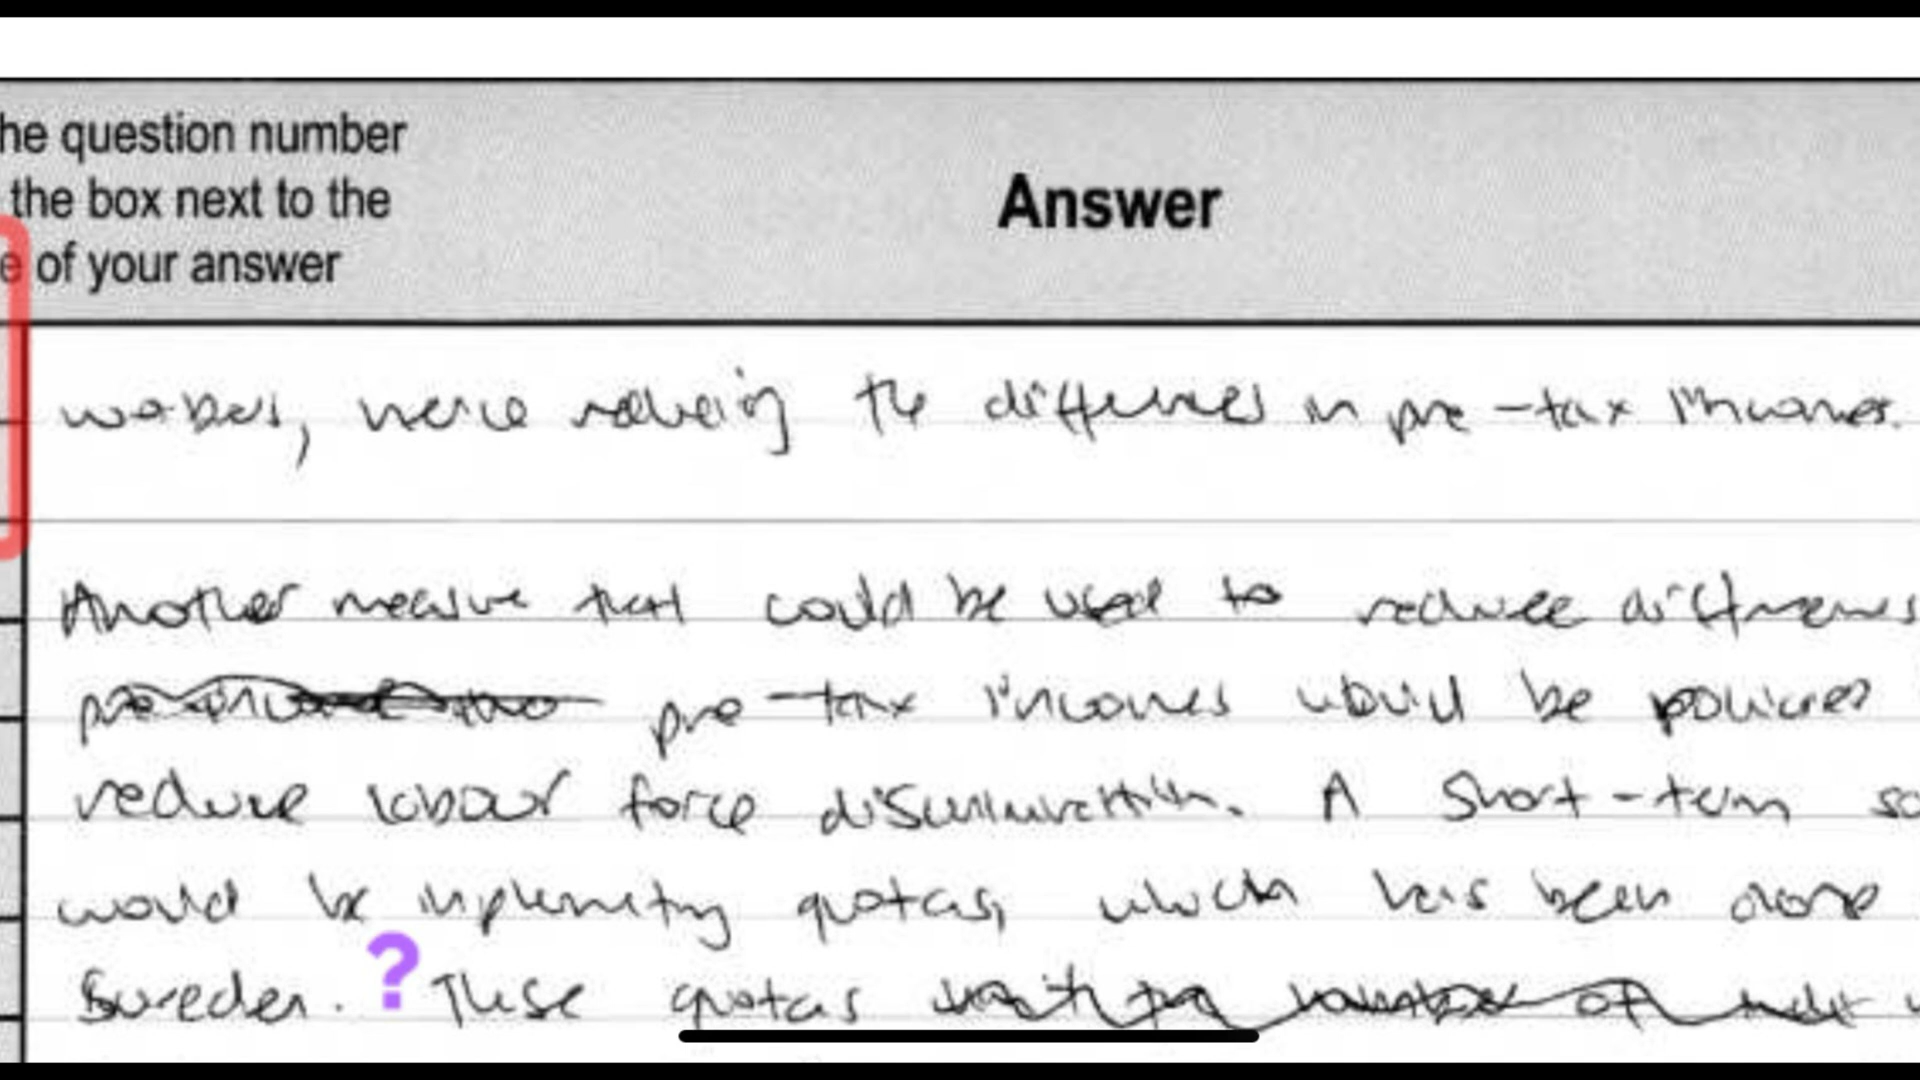 he question number
the box next to the
e of your answer
Answer
workers, hence reducing the differences in pre-tax incomes.
Another measure that could be used to reduce differences
pre-tax incomes would be policies
reduce labour force discrimination. A short-term so
would be implementing quotas, which has been done
Sweden. ? These quotas